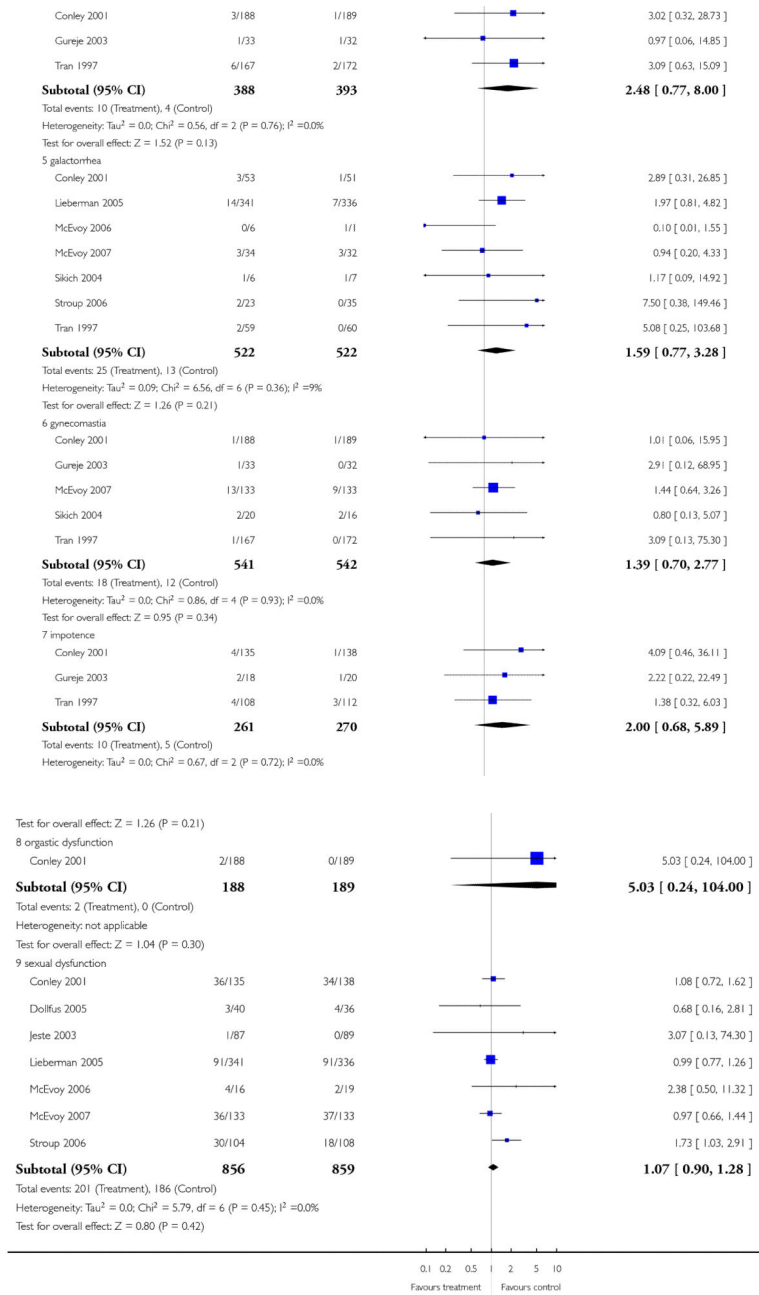 Conley 2001 3/188 1/189 3.02 [ 0.32, 28.73 ]
Gureje 2003 1/33 1/32 0.97 [ 0.06, 14.85 ]
Tran 1997 6/167 2/172 3.09 [ 0.63, 15.09 ]
Subtotal (95% CI) 388 393 2.48 [ 0.77, 8.00 ]
Total events: 10 (Treatment), 4 (Control)
Heterogeneity: Tau² = 0.0; Chi² = 0.56, df = 2 (P = 0.76); I² =0.0%
Test for overall effect: Z = 1.52 (P = 0.13)
5 galactorrhea
Conley 2001 3/53 1/51 2.89 [ 0.31, 26.85 ]
Lieberman 2005 14/341 7/336 1.97 [ 0.81, 4.82 ]
McEvoy 2006 0/6 1/1 0.10 [ 0.01, 1.55 ]
McEvoy 2007 3/34 3/32 0.94 [ 0.20, 4.33 ]
Sikich 2004 1/6 1/7 1.17 [ 0.09, 14.92 ]
Stroup 2006 2/23 0/35 7.50 [ 0.38, 149.46 ]
Tran 1997 2/59 0/60 5.08 [ 0.25, 103.68 ]
Subtotal (95% CI) 522 522 1.59 [ 0.77, 3.28 ]
Total events: 25 (Treatment), 13 (Control)
Heterogeneity: Tau² = 0.09; Chi² = 6.56, df = 6 (P = 0.36); I² =9%
Test for overall effect: Z = 1.26 (P = 0.21)
6 gynecomastia
Conley 2001 1/188 1/189 1.01 [ 0.06, 15.95 ]
Gureje 2003 1/33 0/32 2.91 [ 0.12, 68.95 ]
McEvoy 2007 13/133 9/133 1.44 [ 0.64, 3.26 ]
Sikich 2004 2/20 2/16 0.80 [ 0.13, 5.07 ]
Tran 1997 1/167 0/172 3.09 [ 0.13, 75.30 ]
Subtotal (95% CI) 541 542 1.39 [ 0.70, 2.77 ]
Total events: 18 (Treatment), 12 (Control)
Heterogeneity: Tau² = 0.0; Chi² = 0.86, df = 4 (P = 0.93); I² =0.0%
Test for overall effect: Z = 0.95 (P = 0.34)
7 impotence
Conley 2001 4/135 1/138 4.09 [ 0.46, 36.11 ]
Gureje 2003 2/18 1/20 2.22 [ 0.22, 22.49 ]
Tran 1997 4/108 3/112 1.38 [ 0.32, 6.03 ]
Subtotal (95% CI) 261 270 2.00 [ 0.68, 5.89 ]
Total events: 10 (Treatment), 5 (Control)
Heterogeneity: Tau² = 0.0; Chi² = 0.67, df = 2 (P = 0.72); I² =0.0%
Test for overall effect: Z = 1.26 (P = 0.21)
8 orgastic dysfunction
Conley 2001 2/188 0/189 5.03 [ 0.24, 104.00 ]
Subtotal (95% CI) 188 189 5.03 [ 0.24, 104.00 ]
Total events: 2 (Treatment), 0 (Control)
Heterogeneity: not applicable
Test for overall effect: Z = 1.04 (P = 0.30)
9 sexual dysfunction
Conley 2001 36/135 34/138 1.08 [ 0.72, 1.62 ]
Dollfus 2005 3/40 4/36 0.68 [ 0.16, 2.81 ]
Jeste 2003 1/87 0/89 3.07 [ 0.13, 74.30 ]
Lieberman 2005 91/341 91/336 0.99 [ 0.77, 1.26 ]
McEvoy 2006 4/16 2/19 2.38 [ 0.50, 11.32 ]
McEvoy 2007 36/133 37/133 0.97 [ 0.66, 1.44 ]
Stroup 2006 30/104 18/108 1.73 [ 1.03, 2.91 ]
Subtotal (95% CI) 856 859 1.07 [ 0.90, 1.28 ]
Total events: 201 (Treatment), 186 (Control)
Heterogeneity: Tau² = 0.0; Chi² = 5.79, df = 6 (P = 0.45); I² =0.0%
Test for overall effect: Z = 0.80 (P = 0.42)
0.1 0.2 0.5 1 2 5 10
Favours treatment Favours control